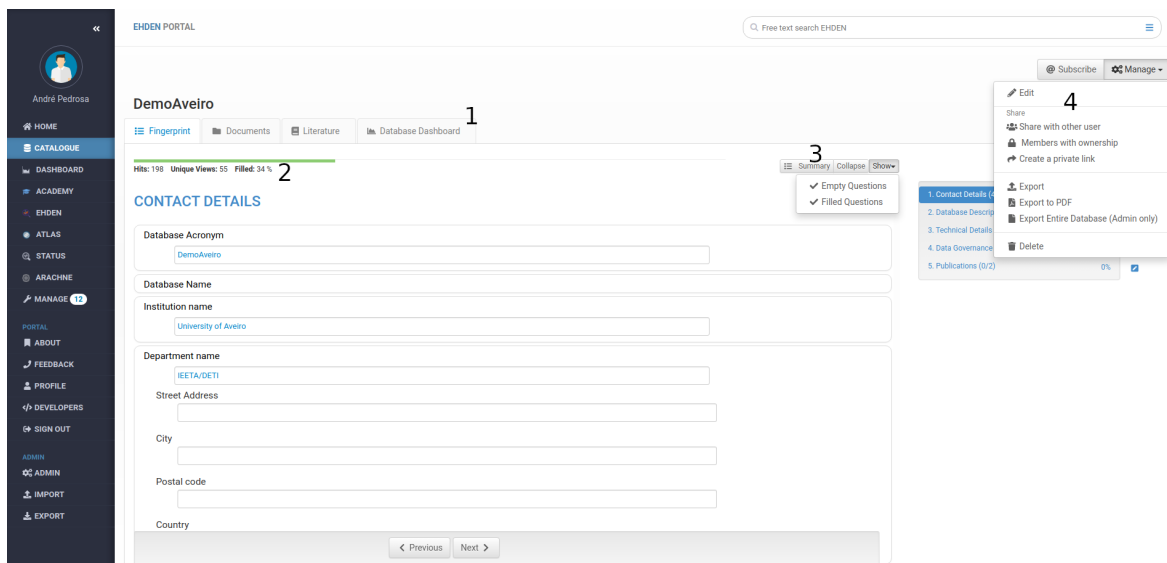 «
André Pedrosa
HOME
CATALOGUE
DASHBOARD
ACADEMY
EHDEN
ATLAS
STATUS
ARACHNE
MANAGE 12
PORTAL
ABOUT
FEEDBACK
PROFILE
</> DEVELOPERS
SIGN OUT
ADMIN
ADMIN
IMPORT
EXPORT
EHDEN PORTAL
Free text search EHDEN
@ Subscribe
Manage
DemoAveiro
1
Fingerprint
Documents
Literature
Database Dashboard
Hits: 198 Unique Views: 55 Filled: 34 %
2
3
Summary
Collapse
Show
Empty Questions
Filled Questions
4
Edit
Share
Share with other user
Members with ownership
Create a private link
Export
Export to PDF
Export Entire Database (Admin only)
Delete
1. Contact Details (4
2. Database Descrip
3. Technical Details
4. Data Governance
5. Publications (0/2) 0%
CONTACT DETAILS
Database Acronym
DemoAveiro
Database Name
Institution name
University of Aveiro
Department name
IEETA/DETI
Street Address
City
Postal code
Country
Previous
Next